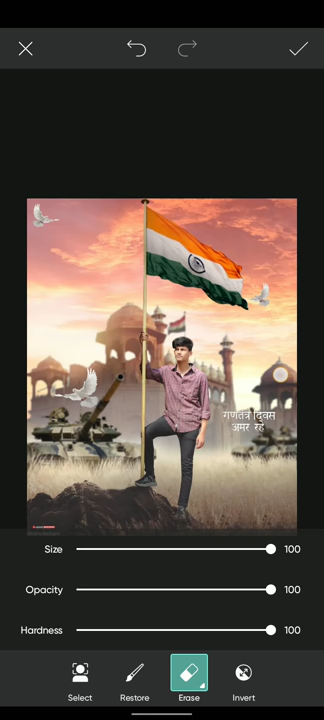 गणतंत्र दिवस
अमर रहे
Size
100
Opacity
100
Hardness
100
Select
Restore
Erase
Invert